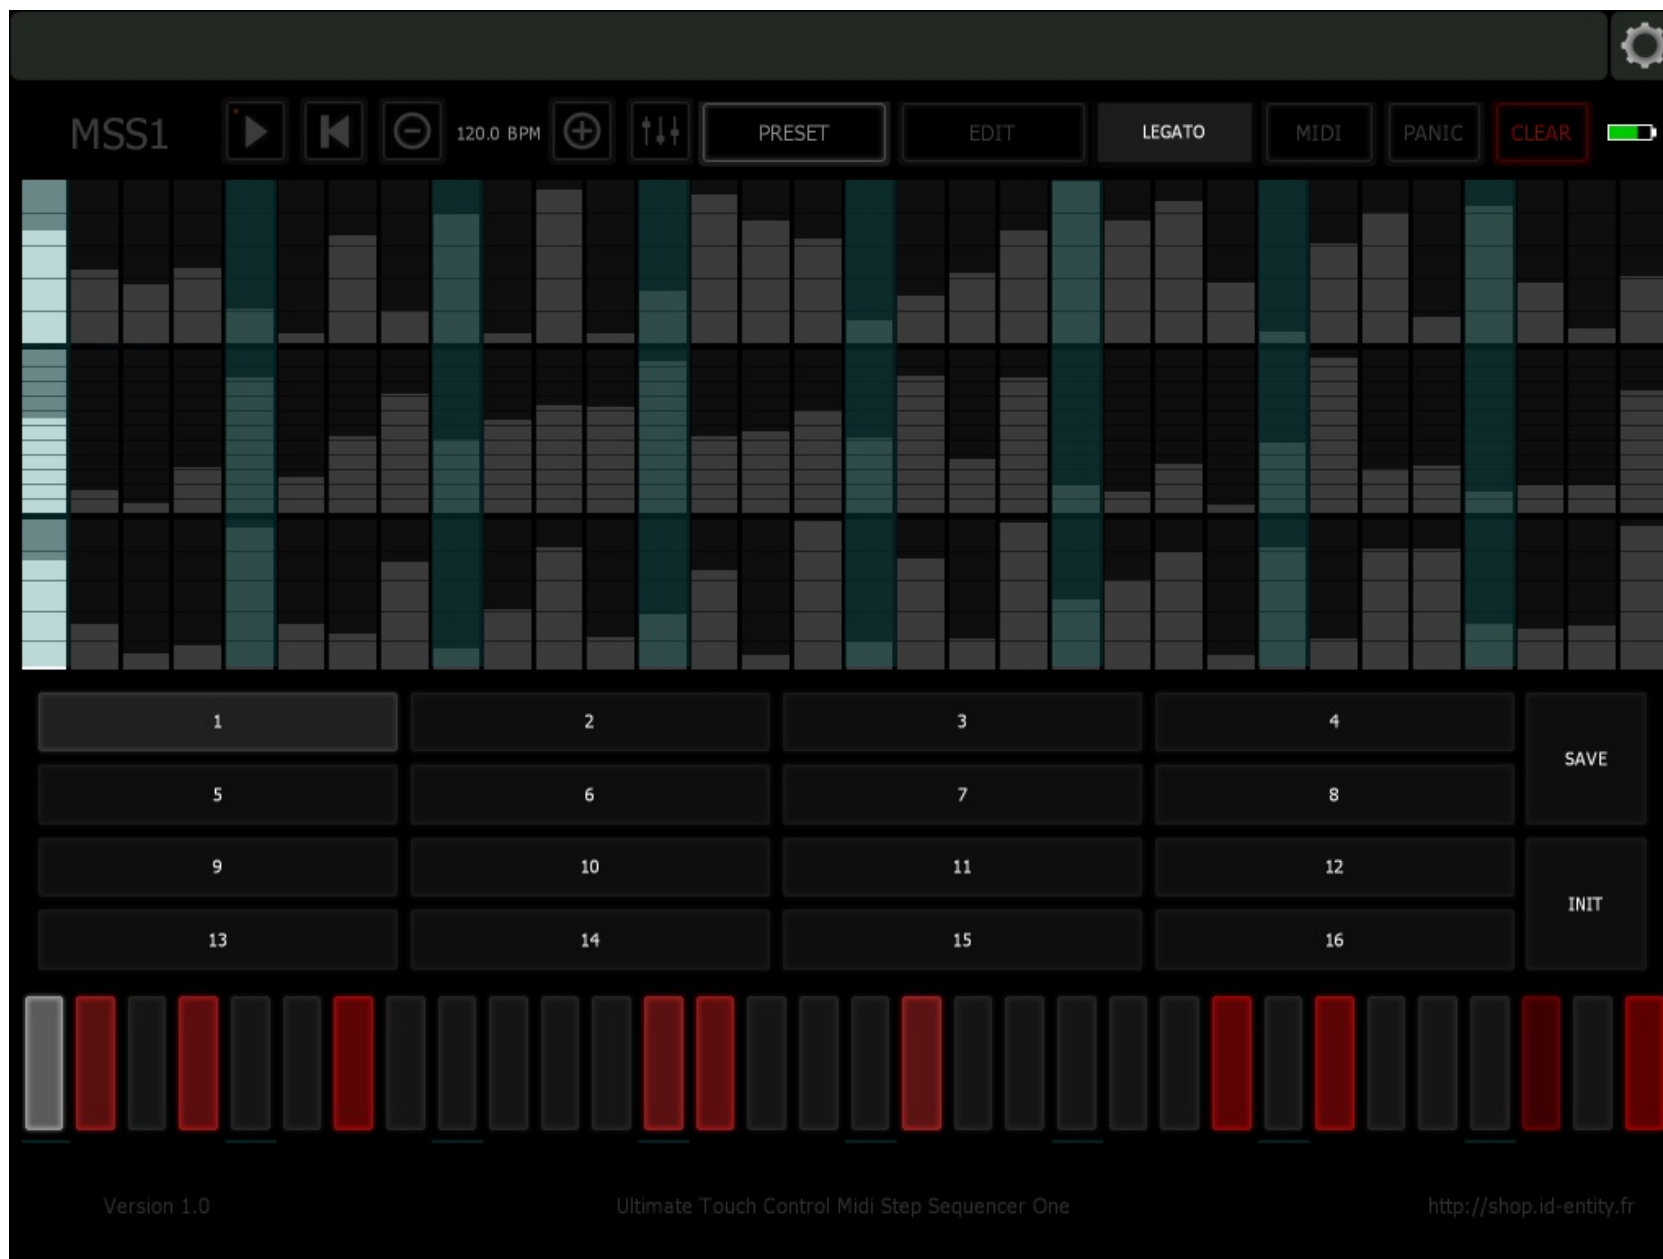 MSS1 120.0 BPM PRESET EDIT LEGATO MIDI PANIC CLEAR
1 2 3 4
SAVE
5 6 7 8
9 10 11 12
INIT
13 14 15 16
Version 1.0 Ultimate Touch Control Midi Step Sequencer One http://shop.id-entity.fr